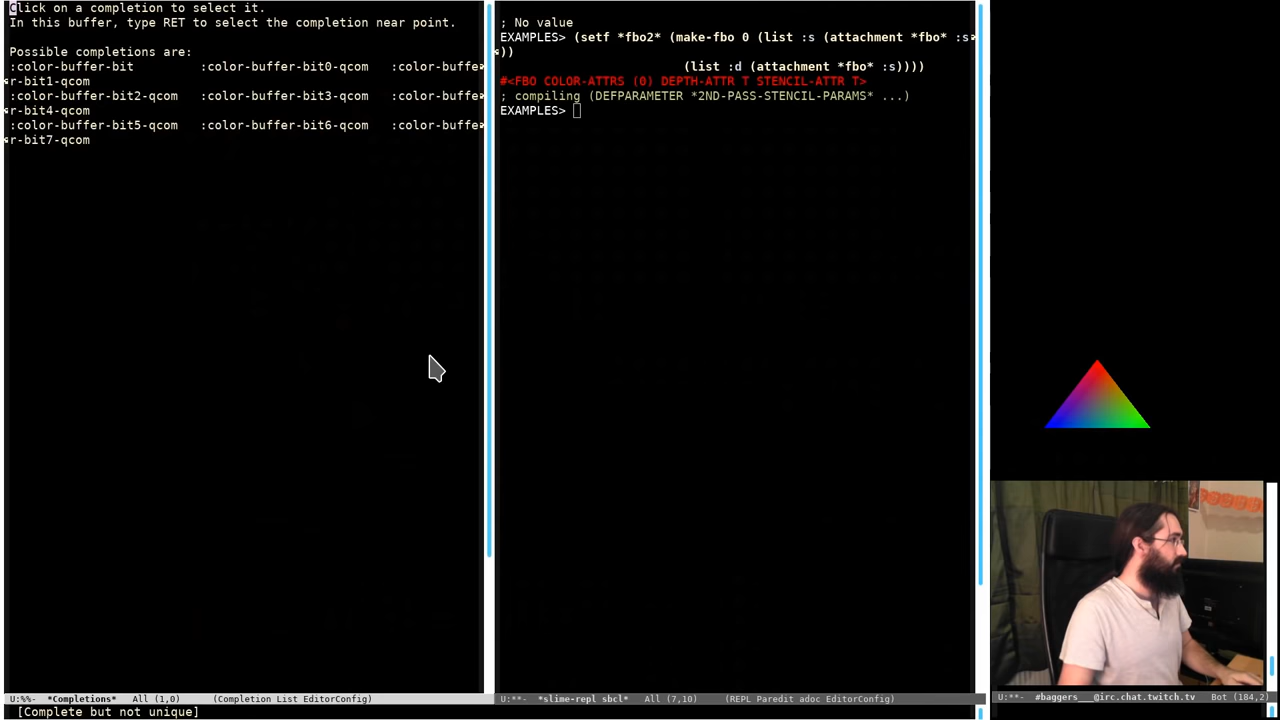 Click on a completion to select it.
In this buffer, type RET to select the completion near point.
Possible completions are:
:color-buffer-bit :color-buffer-bit0-qcom :color-buffe
r-bit1-qcom
:color-buffer-bit2-qcom :color-buffer-bit3-qcom :color-buffe
r-bit4-qcom
:color-buffer-bit5-qcom :color-buffer-bit6-qcom :color-buffe
r-bit7-qcom
U:%%- *Completions* All (1,0) (Completion List EditorConfig)
[Complete but not unique]
; No value
EXAMPLES> (setf *fbo2* (make-fbo 0 (list :s (attachment *fbo* :s
))
(list :d (attachment *fbo* :s))))
#<FBO COLOR-ATTRS (0) DEPTH-ATTR T STENCIL-ATTR T>
; compiling (DEFPARAMETER *2ND-PASS-STENCIL-PARAMS* ...)
EXAMPLES>
U:**- *slime-repl sbcl* All (7,10) (REPL Paredit adoc EditorConfig)
U:**- #baggers___@irc.chat.twitch.tv Bot (184,2)